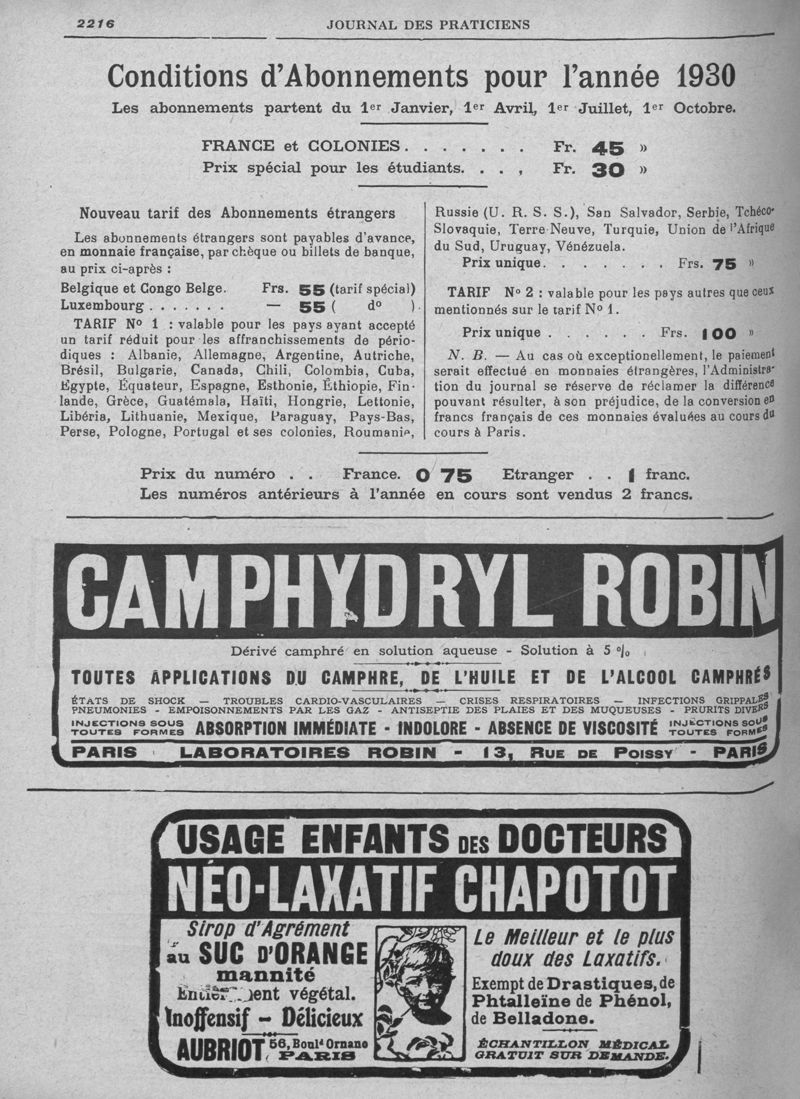 2216
JOURNAL DES PRATICIENS
Conditions d'Abonnements pour l'année 1930
Les abonnements partent du 1er Janvier, 1er Avril, 1er Juillet, 1er Octobre.
FRANCE et COLONIES. . . . . . . Fr. 45 »
Prix spécial pour les étudiants. . . , Fr. 30 »
Nouveau tarif des Abonnements étrangers
Les abonnements étrangers sont payables d'avance,
en monnaie française, par chèque ou billets de banque,
au prix ci-après :
Belgique et Congo Belge. Frs. 55 (tarif spécial)
Luxembourg . . . . . . . — 55 ( do ).
TARIF No 1 : valable pour les pays ayant accepté
un tarif réduit pour les affranchissements de pério-
diques : Albanie, Allemagne, Argentine, Autriche,
Brésil, Bulgarie, Canada, Chili, Colombia, Cuba,
Egypte, Équateur, Espagne, Esthonie, Éthiopie, Fin-
lande, Grèce, Guatémala, Haïti, Hongrie, Lettonie,
Libéria, Lithuanie, Mexique, Paraguay, Pays-Bas,
Perse, Pologne, Portugal et ses colonies, Roumanie,
Russie (U. R. S. S.), San Salvador, Serbie, Tchéco-
Slovaquie, Terre-Neuve, Turquie, Union de l'Afrique
du Sud, Uruguay, Vénézuela.
Prix unique. . . . . . . . Frs. 75 »
TARIF No 2 : valable pour les pays autres que ceux
mentionnés sur le tarif No 1.
Prix unique . . . . . . . Frs. 100 »
N. B. — Au cas où exceptionellement, le paiement
serait effectué en monnaies étrangères, l'Administra-
tion du journal se réserve de réclamer la différence
pouvant résulter, à son préjudice, de la conversion en
francs français de ces monnaies évaluées au cours du
cours à Paris.
Prix du numéro . . France. 0 75 Etranger . . 1 franc.
Les numéros antérieurs à l'année en cours sont vendus 2 francs.
CAMPHYDRYL ROBIN
Dérivé camphré en solution aqueuse - Solution à 5 %
TOUTES APPLICATIONS DU CAMPHRE, DE L'HUILE ET DE L'ALCOOL CAMPHRÉS
ÉTATS DE SHOCK — TROUBLES CARDIO-VASCULAIRES — CRISES RESPIRATOIRES — INFECTIONS GRIPPALES
PNEUMONIES - EMPOISONNEMENTS PAR LES GAZ - ANTISEPTIE DES PLAIES ET DES MUQUEUSES - PRURITS DIVERS
INJECTIONS SOUS TOUTES FORMES ABSORPTION IMMÉDIATE - INDOLORE - ABSENCE DE VISCOSITÉ INJECTIONS SOUS TOUTES FORMES
PARIS LABORATOIRES ROBIN - 13, RUE DE POISSY - PARIS
USAGE ENFANTS DES DOCTEURS
NÉO-LAXATIF CHAPOTOT
Sirop d'Agrément
au SUC D'ORANGE
mannité
Entièrement végétal.
Inoffensif - Délicieux
AUBRIOT 56, Boulᵈ Ornano
PARIS
Le Meilleur et le plus
doux des Laxatifs.
Exempt de Drastiques, de
Phtalleïne de Phénol,
de Belladone.
ÉCHANTILLON MÉDICAL
GRATUIT SUR DEMANDE.